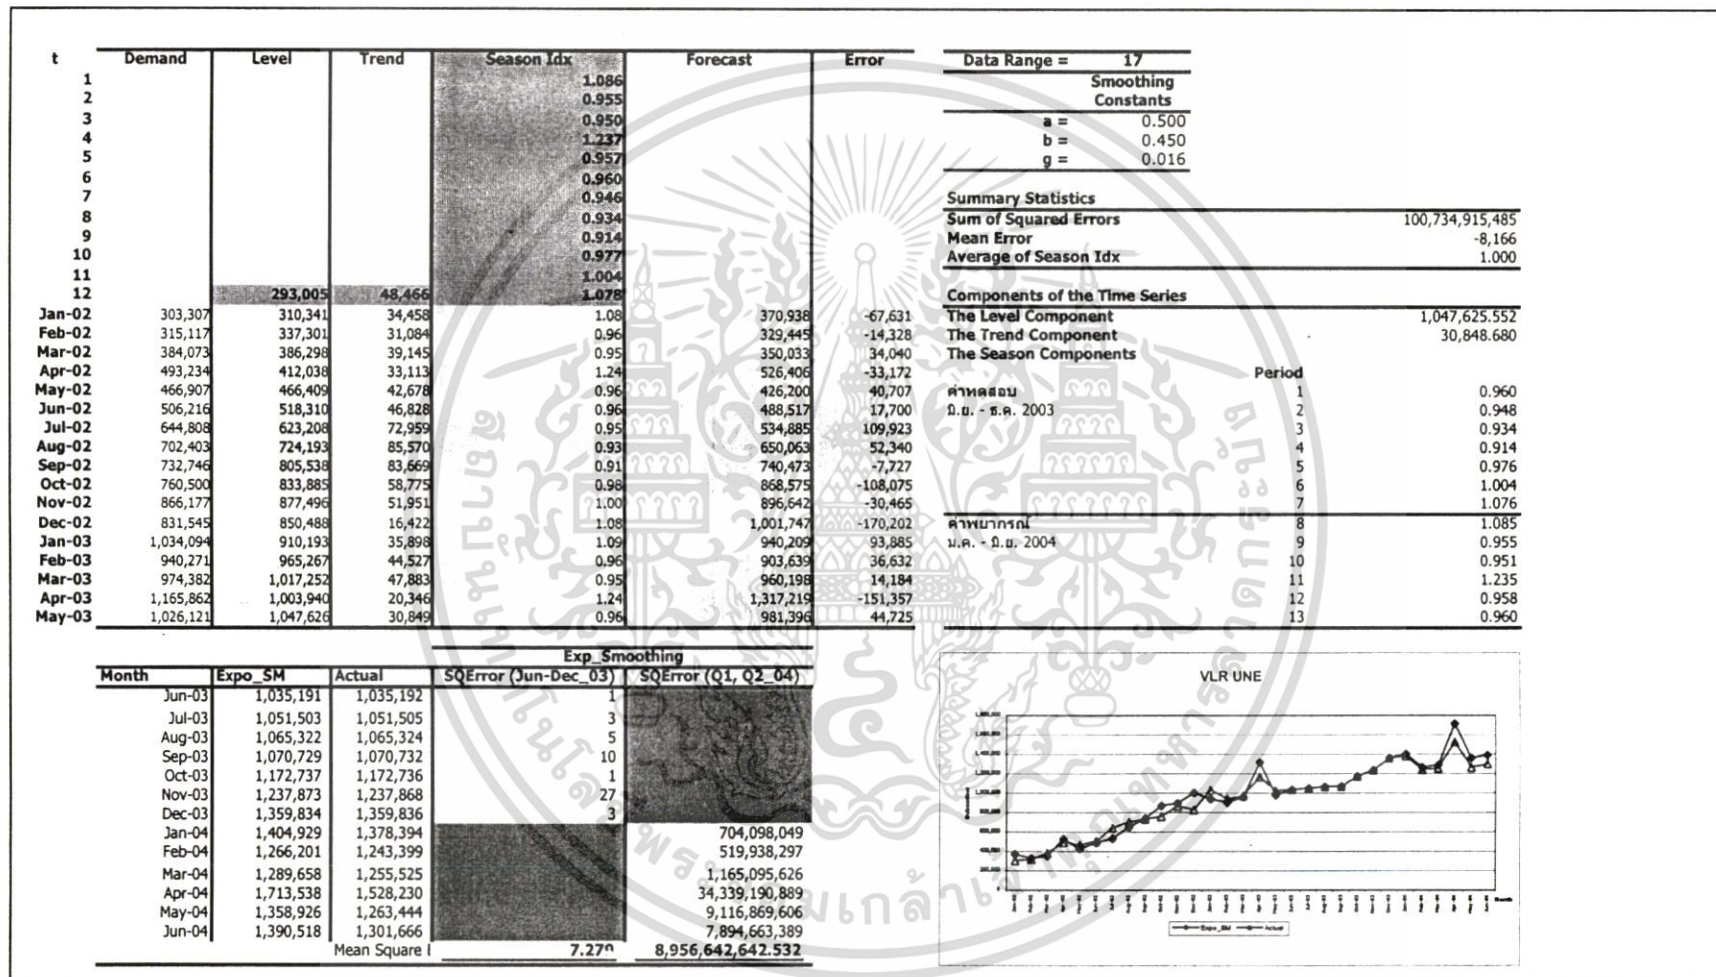 t Demand Level Trend Season Idx Forecast Error
1 1.086
2 0.955
3 0.950
4 1.237
5 0.957
6 0.960
7 0.946
8 0.934
9 0.914
10 0.977
11 1.004
12 293,005 48,466 1.078
Jan-02 303,307 310,341 34,458 1.08 370,938 -67,631
Feb-02 315,117 337,301 31,084 0.96 329,445 -14,328
Mar-02 384,073 386,298 39,145 0.95 350,033 34,040
Apr-02 493,234 412,038 33,113 1.24 526,406 -33,172
May-02 466,907 466,409 42,678 0.96 426,200 40,707
Jun-02 506,216 518,310 46,828 0.96 488,517 17,700
Jul-02 644,808 623,208 72,959 0.95 534,885 109,923
Aug-02 702,403 724,193 85,570 0.93 650,063 52,340
Sep-02 732,746 805,538 83,669 0.91 740,473 -7,727
Oct-02 760,500 833,885 58,775 0.98 868,575 -108,075
Nov-02 866,177 877,496 51,951 1.00 896,642 -30,465
Dec-02 831,545 850,488 16,422 1.08 1,001,747 -170,202
Jan-03 1,034,094 910,193 35,898 1.09 940,209 93,885
Feb-03 940,271 965,267 44,527 0.96 903,639 36,632
Mar-03 974,382 1,017,252 47,883 0.95 960,198 14,184
Apr-03 1,165,862 1,003,940 20,346 1.24 1,317,219 -151,357
May-03 1,026,121 1,047,626 30,849 0.96 981,396 44,725
Data Range = 17
Smoothing
Constants
a = 0.500
b = 0.450
g = 0.016
Summary Statistics
Sum of Squared Errors 100,734,915,485
Mean Error -8,166
Average of Season Idx 1.000
Components of the Time Series
The Level Component 1,047,625.552
The Trend Component 30,848.680
The Season Components
Period
ค่าทดสอบ 1 0.960
มิ.ย. - ธ.ค. 2003 2 0.948
3 0.934
4 0.914
5 0.976
6 1.004
7 1.076
ค่าพยากรณ์ 8 1.085
ม.ค. - มิ.ย. 2004 9 0.955
10 0.951
11 1.235
12 0.958
13 0.960
Exp_Smoothing
Month Expo_SM Actual SQError (Jun-Dec_03) SQError (Q1, Q2_04)
Jun-03 1,035,191 1,035,192 1
Jul-03 1,051,503 1,051,505 3
Aug-03 1,065,322 1,065,324 5
Sep-03 1,070,729 1,070,732 10
Oct-03 1,172,737 1,172,736 1
Nov-03 1,237,873 1,237,868 27
Dec-03 1,359,834 1,359,836 3
Jan-04 1,404,929 1,378,394 704,098,049
Feb-04 1,266,201 1,243,399 519,938,297
Mar-04 1,289,658 1,255,525 1,165,095,626
Apr-04 1,713,538 1,528,230 34,339,190,889
May-04 1,358,926 1,263,444 9,116,869,606
Jun-04 1,390,518 1,301,666 7,894,663,389
Mean Square 8,956,642,642.532
VLR UNE
1,800,000
1,600,000
1,400,000
1,200,000
1,000,000
800,000
600,000
400,000
200,000
0
Month
Expo_SM Actual